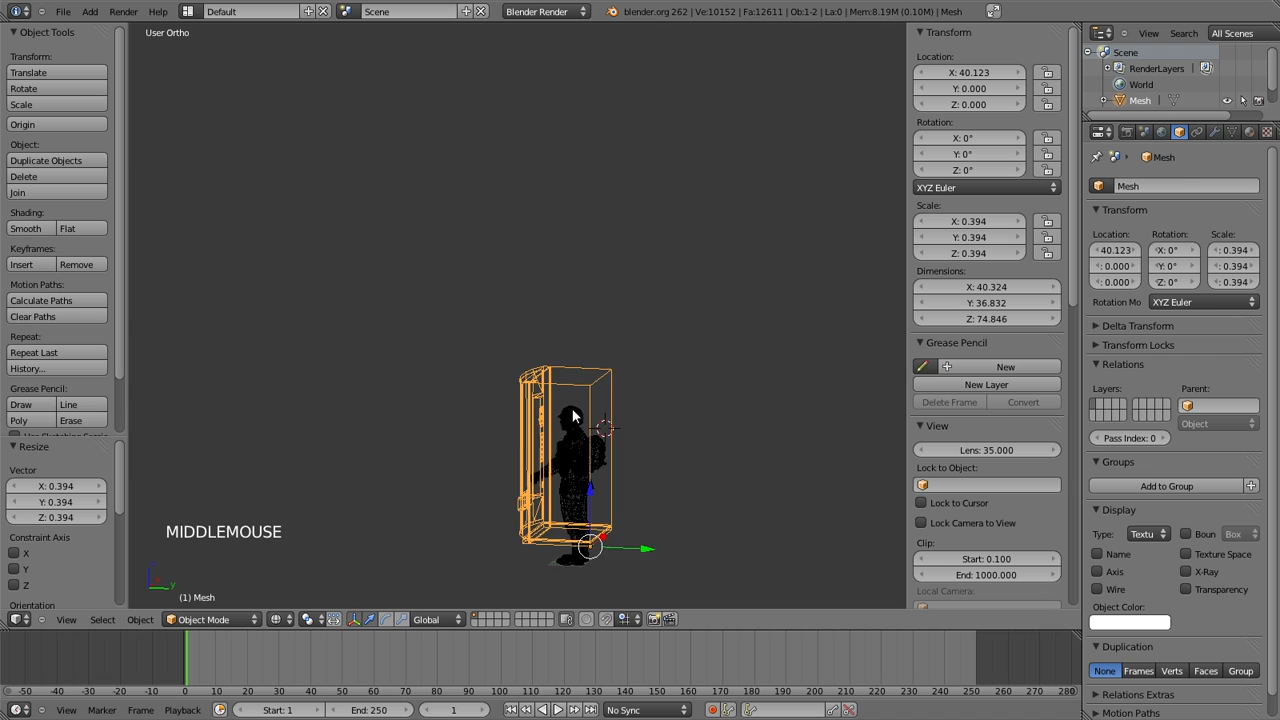 File Add Render Help Default Scene Blender Render blender.org 262 | Ve:10152 | Fa:12611 | Ob:1-2 | La:0 | Mem:8.19M (0.10M) | Mesh
Object Tools
Transform:
Translate
Rotate
Scale
Origin
Object:
Duplicate Objects
Delete
Join
Shading:
Smooth Flat
Keyframes:
Insert Remove
Motion Paths:
Calculate Paths
Clear Paths
Repeat:
Repeat Last
History...
Grease Pencil:
Draw Line
Poly Erase
Resize
Vector
X: 0.394
Y: 0.394
Z: 0.394
Constraint Axis
X
Y
Z
Orientation
User Ortho
MIDDLEMOUSE
(1) Mesh
Transform
Location:
X: 40.123
Y: 0.000
Z: 0.000
Rotation:
X: 0°
Y: 0°
Z: 0°
XYZ Euler
Scale:
X: 0.394
Y: 0.394
Z: 0.394
Dimensions:
X: 40.324
Y: 36.832
Z: 74.846
Grease Pencil
New
New Layer
Delete Frame Convert
View
Lens: 35.000
Lock to Object:
Lock to Cursor
Lock Camera to View
Clip:
Start: 0.100
End: 1000.000
Local Camera:
View Search All Scenes
Scene
RenderLayers
World
Mesh
Mesh
Mesh
Transform
Location: Rotation: Scale:
40.123 X: 0° : 0.394
: 0.000 Y: 0° : 0.394
: 0.000 Z: 0° : 0.394
Rotation Mo XYZ Euler
Delta Transform
Transform Locks
Relations
Layers: Parent:
Object
Pass Index: 0
Groups
Add to Group
Display
Type: Textu Boun Box
Name Texture Space
Axis X-Ray
Wire Transparency
Object Color:
Duplication
None Frames Verts Faces Group
Relations Extras
Motion Paths
View Select Object Object Mode Global
-50 -40 -30 -20 -10 0 10 20 30 40 50 60 70 80 90 100 110 120 130 140 150 160 170 180 190 200 210 220 230 240 250 260 270 280
View Marker Frame Playback Start: 1 End: 250 1 No Sync